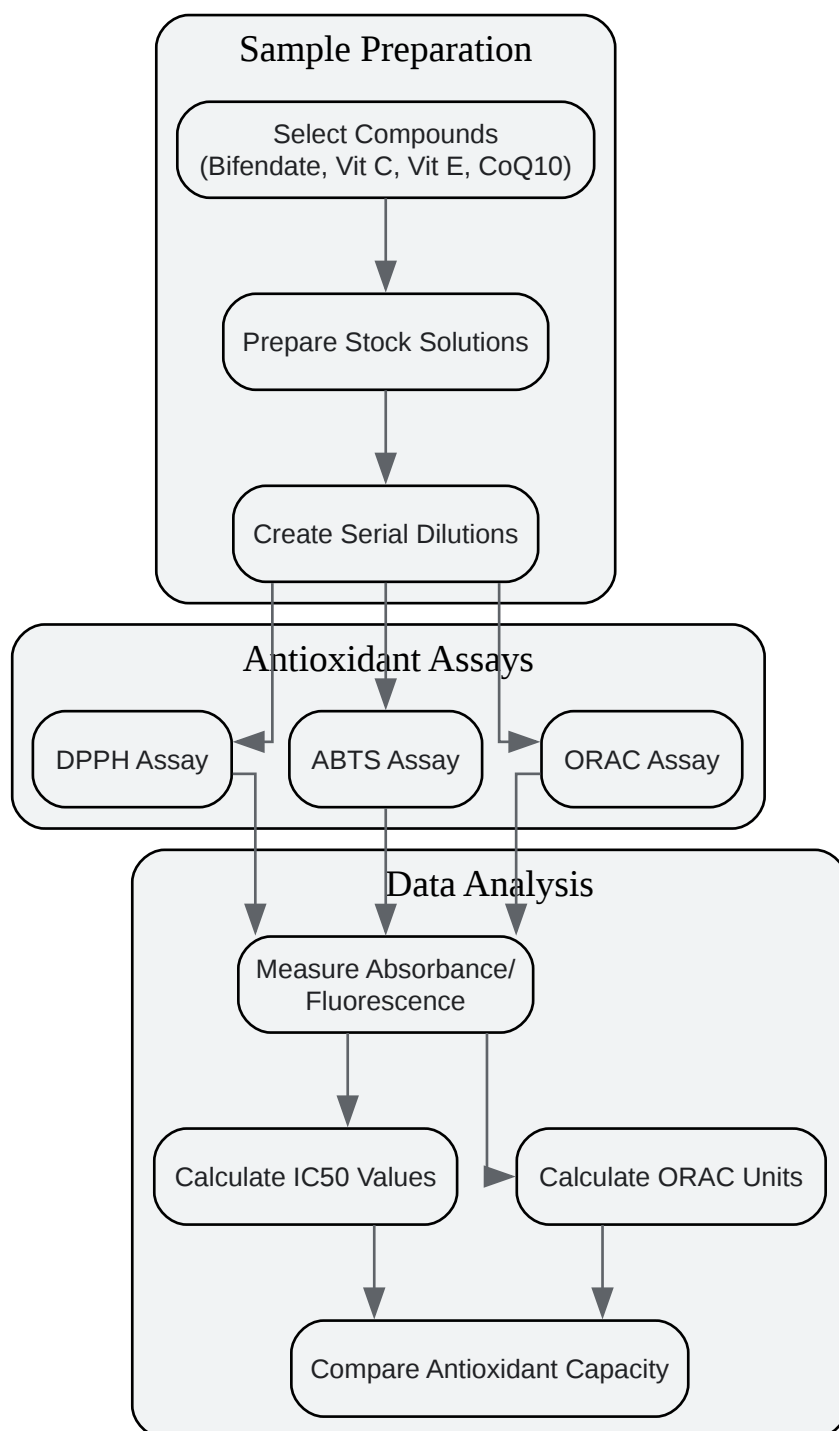 Sample Preparation
Select Compounds
(Bifendate, Vit C, Vit E, CoQ10)
Prepare Stock Solutions
Create Serial Dilutions
Antioxidant Assays
DPPH Assay
ABTS Assay
ORAC Assay
Data Analysis
Measure Absorbance/
Fluorescence
Calculate IC50 Values
Calculate ORAC Units
Compare Antioxidant Capacity